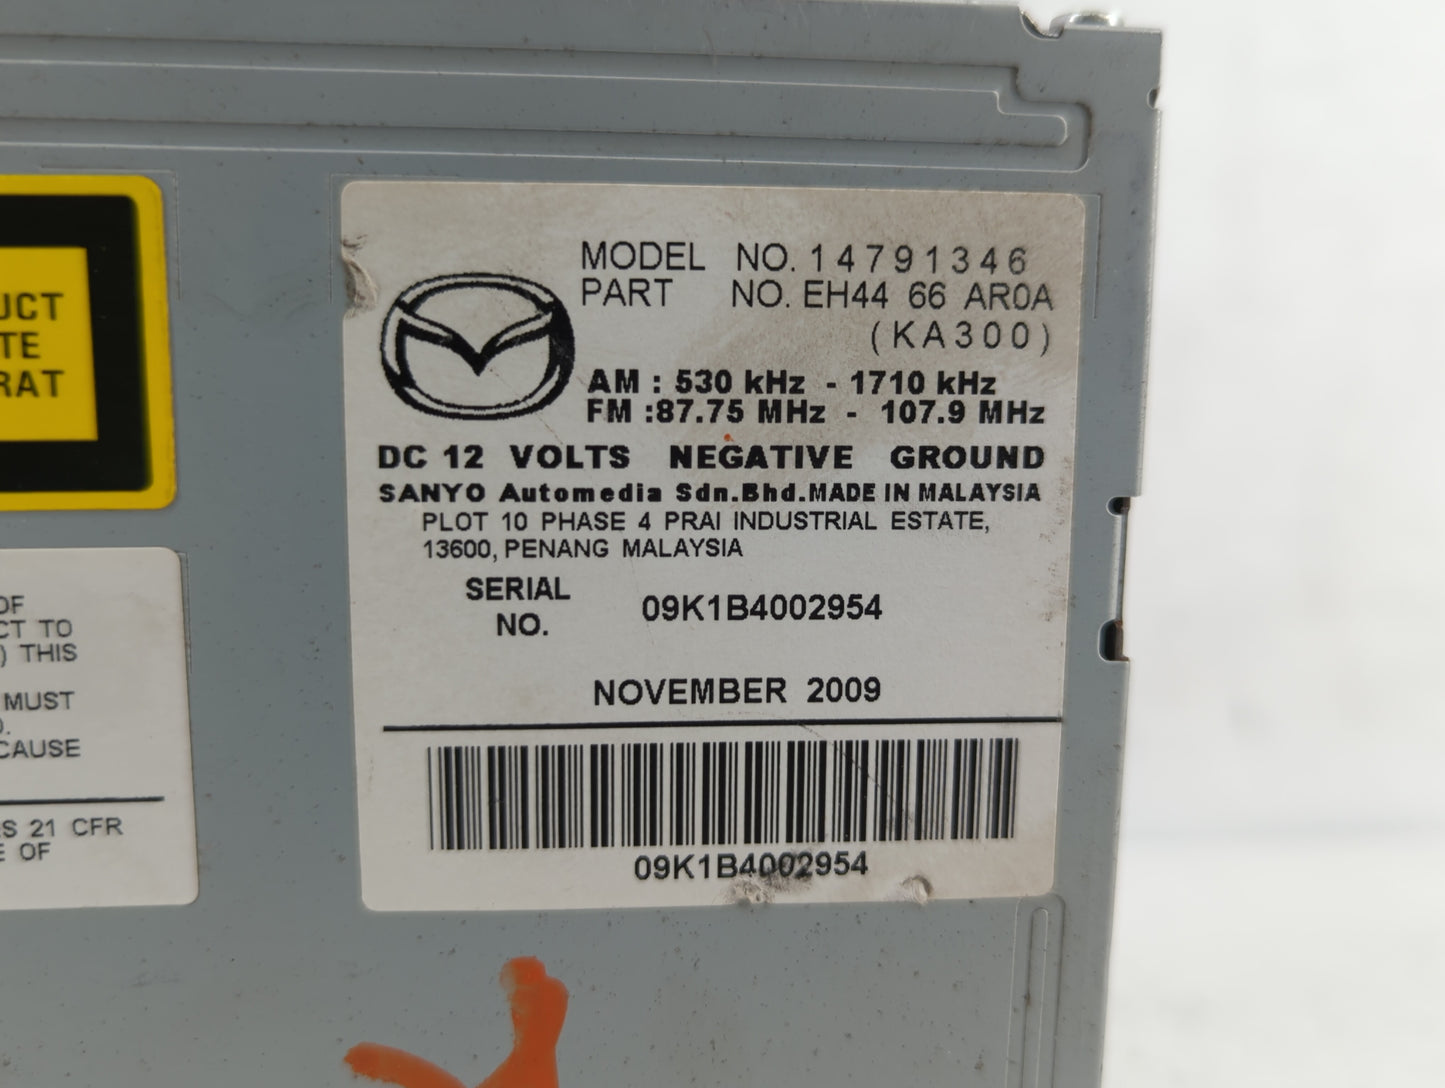 UCT
TE
RAT
OF
CT TO
) THIS
MUST
CAUSE
S 21 CFR
E OF
MODEL NO. 14791346
PART NO. EH44 66 AR0A
(KA300)
AM : 530 kHz - 1710 kHz
FM :87.75 MHz - 107.9 MHz
DC 12 VOLTS NEGATIVE GROUND
SANYO Automedia Sdn.Bhd.MADE IN MALAYSIA
PLOT 10 PHASE 4 PRAI INDUSTRIAL ESTATE,
13600, PENANG MALAYSIA
SERIAL
NO. 09K1B4002954
NOVEMBER 2009
09K1B4002954